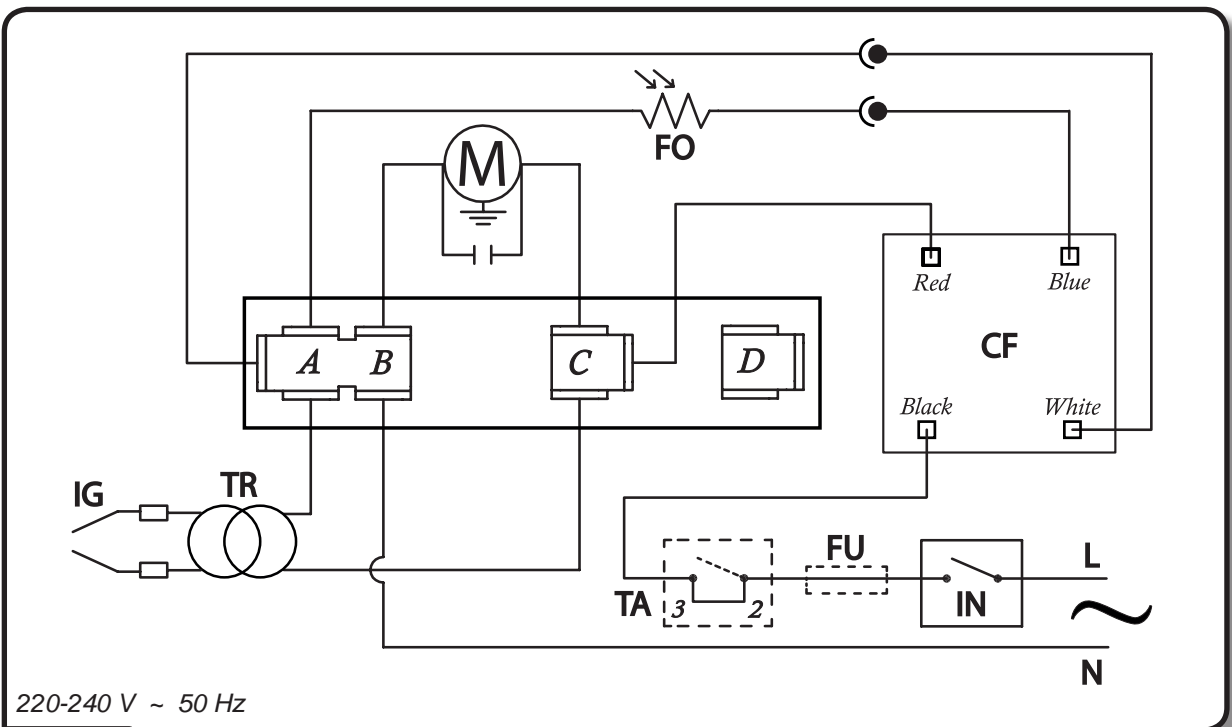 FO
M
Red Blue
CF
A B C D
Black White
IG TR
FU L
TA 3 2 IN
N
220-240 V ~ 50 Hz